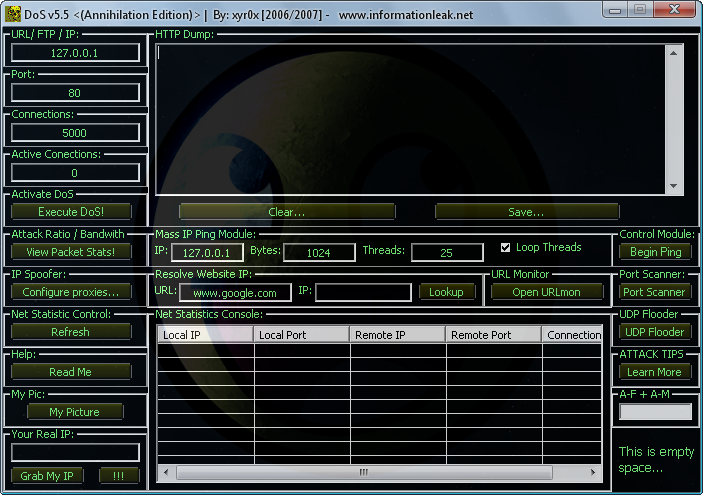 DoS v5.5 <(Annihilation Edition)> | By: xyr0x [2006/2007] - www.informationleak.net
URL/ FTP / IP:
127.0.0.1
Port:
80
Connections:
5000
Active Conections:
0
Activate DoS
Execute DoS!
HTTP Dump:
Clear...
Save...
Attack Ratio / Bandwith
View Packet Stats!
Mass IP Ping Module:
IP: 127.0.0.1 Bytes: 1024 Threads: 25 Loop Threads
Control Module:
Begin Ping
IP Spoofer:
Configure proxies...
Resolve Website IP:
URL: www.google.com IP: Lookup
URL Monitor
Open URLmon
Port Scanner:
Port Scanner
Net Statistic Control:
Refresh
Help:
Read Me
My Pic:
My Picture
Your Real IP:
Grab My IP !!!
Net Statistics Console:
Local IP Local Port Remote IP Remote Port Connection
UDP Flooder
UDP Flooder
ATTACK TIPS
Learn More
A-F + A-M
This is empty
space...